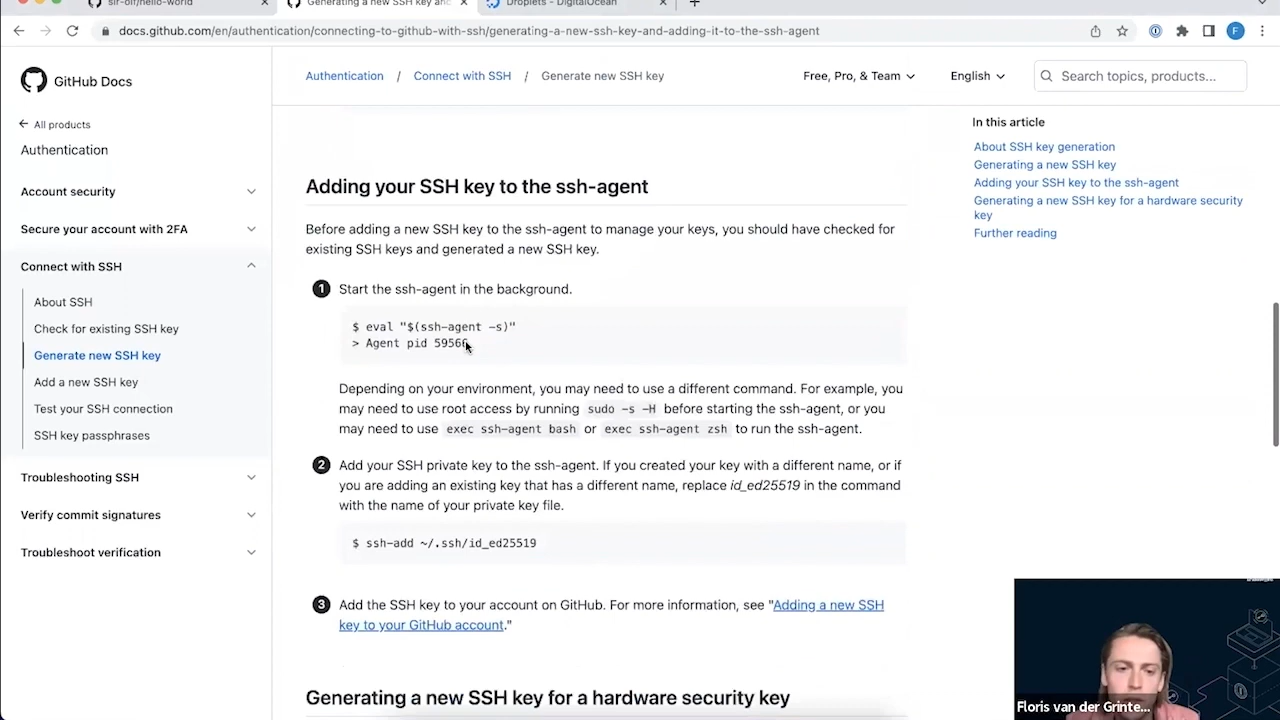 sir-olf/hello-world
Generating a new SSH key and
Droplets - DigitalOcean
docs.github.com/en/authentication/connecting-to-github-with-ssh/generating-a-new-ssh-key-and-adding-it-to-the-ssh-agent
F
GitHub Docs
Authentication / Connect with SSH / Generate new SSH key
Free, Pro, & Team
English
Search topics, products...
All products
Authentication
Account security
Secure your account with 2FA
Connect with SSH
About SSH
Check for existing SSH key
Generate new SSH key
Add a new SSH key
Test your SSH connection
SSH key passphrases
Troubleshooting SSH
Verify commit signatures
Troubleshoot verification
Adding your SSH key to the ssh-agent
Before adding a new SSH key to the ssh-agent to manage your keys, you should have checked for
existing SSH keys and generated a new SSH key.
1 Start the ssh-agent in the background.
$ eval "$(ssh-agent -s)"
> Agent pid 59566
Depending on your environment, you may need to use a different command. For example, you
may need to use root access by running sudo -s -H before starting the ssh-agent, or you
may need to use exec ssh-agent bash or exec ssh-agent zsh to run the ssh-agent.
2 Add your SSH private key to the ssh-agent. If you created your key with a different name, or if
you are adding an existing key that has a different name, replace id_ed25519 in the command
with the name of your private key file.
$ ssh-add ~/.ssh/id_ed25519
3 Add the SSH key to your account on GitHub. For more information, see "Adding a new SSH
key to your GitHub account."
Generating a new SSH key for a hardware security key
In this article
About SSH key generation
Generating a new SSH key
Adding your SSH key to the ssh-agent
Generating a new SSH key for a hardware security
key
Further reading
Floris van der Grinte...